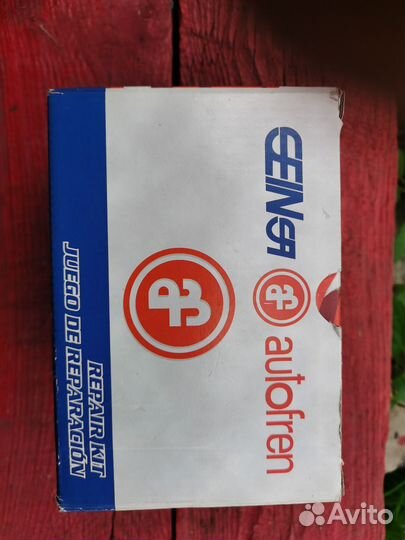 SEINSA
autofren
REPAIR KIT
JUEGO DE REPARACIÓN
Avito